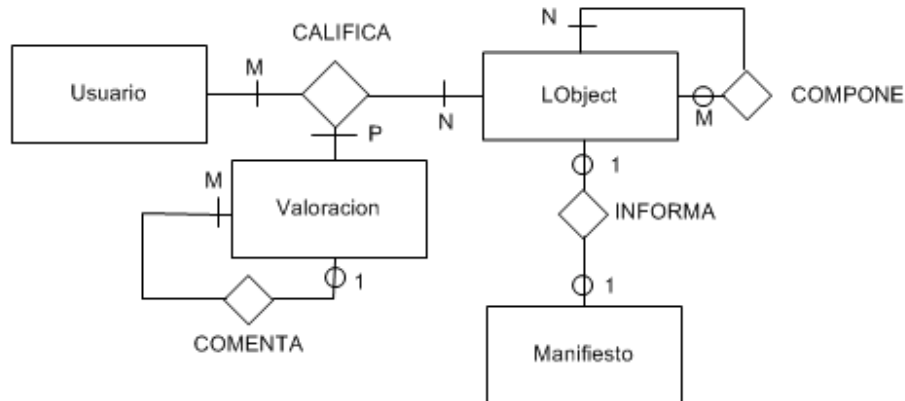 CALIFICA
N
M
Usuario
LObject
COMPONE
M
N
P
M
1
Valoracion
INFORMA
1
1
COMENTA
Manifiesto